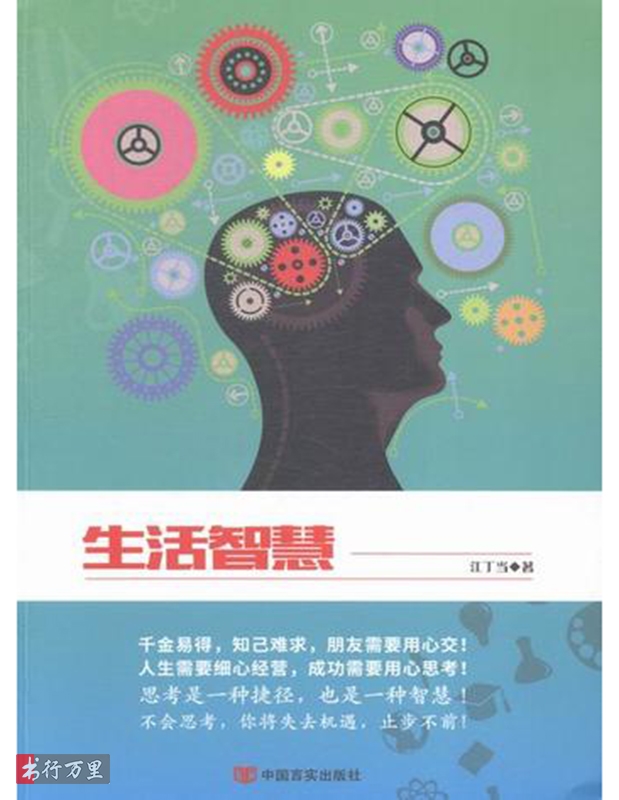 生活智慧
江丁当◆著
千金易得，知己难求，朋友需要用心交！
人生需要细心经营，成功需要用心思考！
思考是一种捷径，也是一种智慧！
不会思考，你将失去机遇，止步不前！
书行万里
中国言实出版社